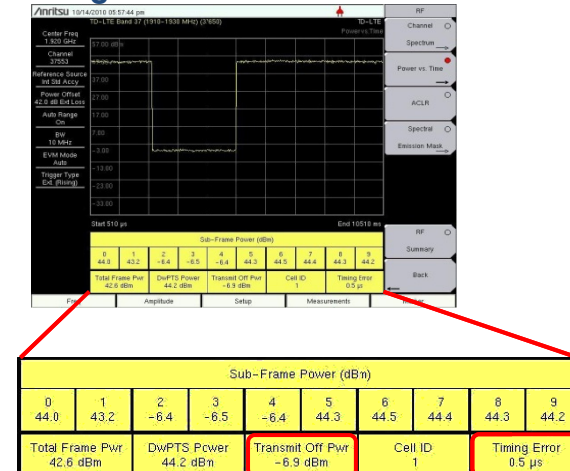 Anritsu 10/14/2010 05:57:44 pm
TD-LTE Band 37 (1910-1930 MHz) (3'650)
TD-LTE
Power vs. Time
RF
Channel
Spectrum
Power vs. Time
ACLR
Spectral
Emission Mask
RF
Summary
Back
Center Freq
1.920 GHz
Channel
37553
Reference Source
Int Std Accy
Power Offset
42.0 dB Ext Loss
Auto Range
On
BW
10 MHz
EVM Mode
Auto
Trigger Type
Ext. (Rising)
37.00 dBm
37.00
27.00
17.00
7.00
-3.00
-13.00
-23.00
-33.00
Start 510 µs
End 10510 ms
Sub-Frame Power (dBm)
0 1 2 3 4 5 6 7 8 9
44.0 43.2 -6.4 -6.5 -6.4 44.3 44.5 44.4 44.3 44.2
Total Frame Pwr DwPTS Power Transmit Off Pwr Cell ID Timing Error
42.6 dBm 44.2 dBm -6.9 dBm 1 0.5 µs
Amplitude Setup Measurements
Sub-Frame Power (dBm)
0 1 2 3 4 5 6 7 8 9
44.0 43.2 -6.4 -6.5 -6.4 44.3 44.5 44.4 44.3 44.2
Total Frame Pwr DwPTS Power Transmit Off Pwr Cell ID Timing Error
42.6 dBm 44.2 dBm -6.9 dBm 1 0.5 µs